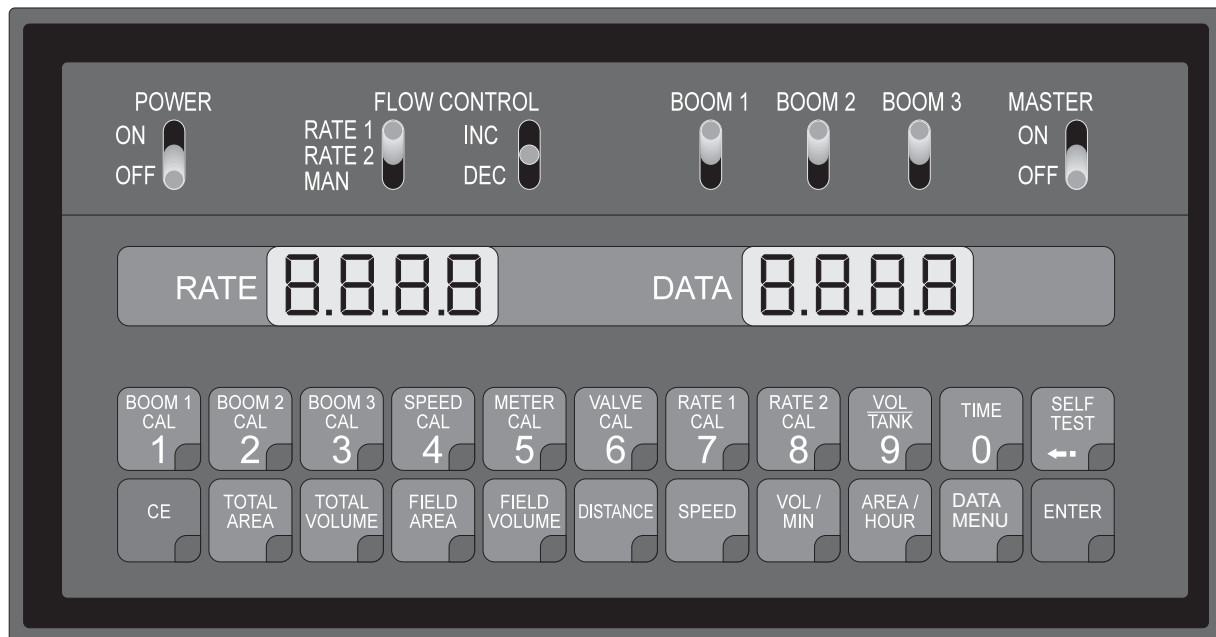 POWER
ON
OFF
FLOW CONTROL
RATE 1
RATE 2
MAN
INC
DEC
BOOM 1
BOOM 2
BOOM 3
MASTER
ON
OFF
RATE 8.8.8.8
DATA 8.8.8.8
BOOM 1
CAL
1
BOOM 2
CAL
2
BOOM 3
CAL
3
SPEED
CAL
4
METER
CAL
5
VALVE
CAL
6
RATE 1
CAL
7
RATE 2
CAL
8
VOL
TANK
9
TIME
0
SELF
TEST
CE
TOTAL
AREA
TOTAL
VOLUME
FIELD
AREA
FIELD
VOLUME
DISTANCE
SPEED
VOL /
MIN
AREA /
HOUR
DATA
MENU
ENTER